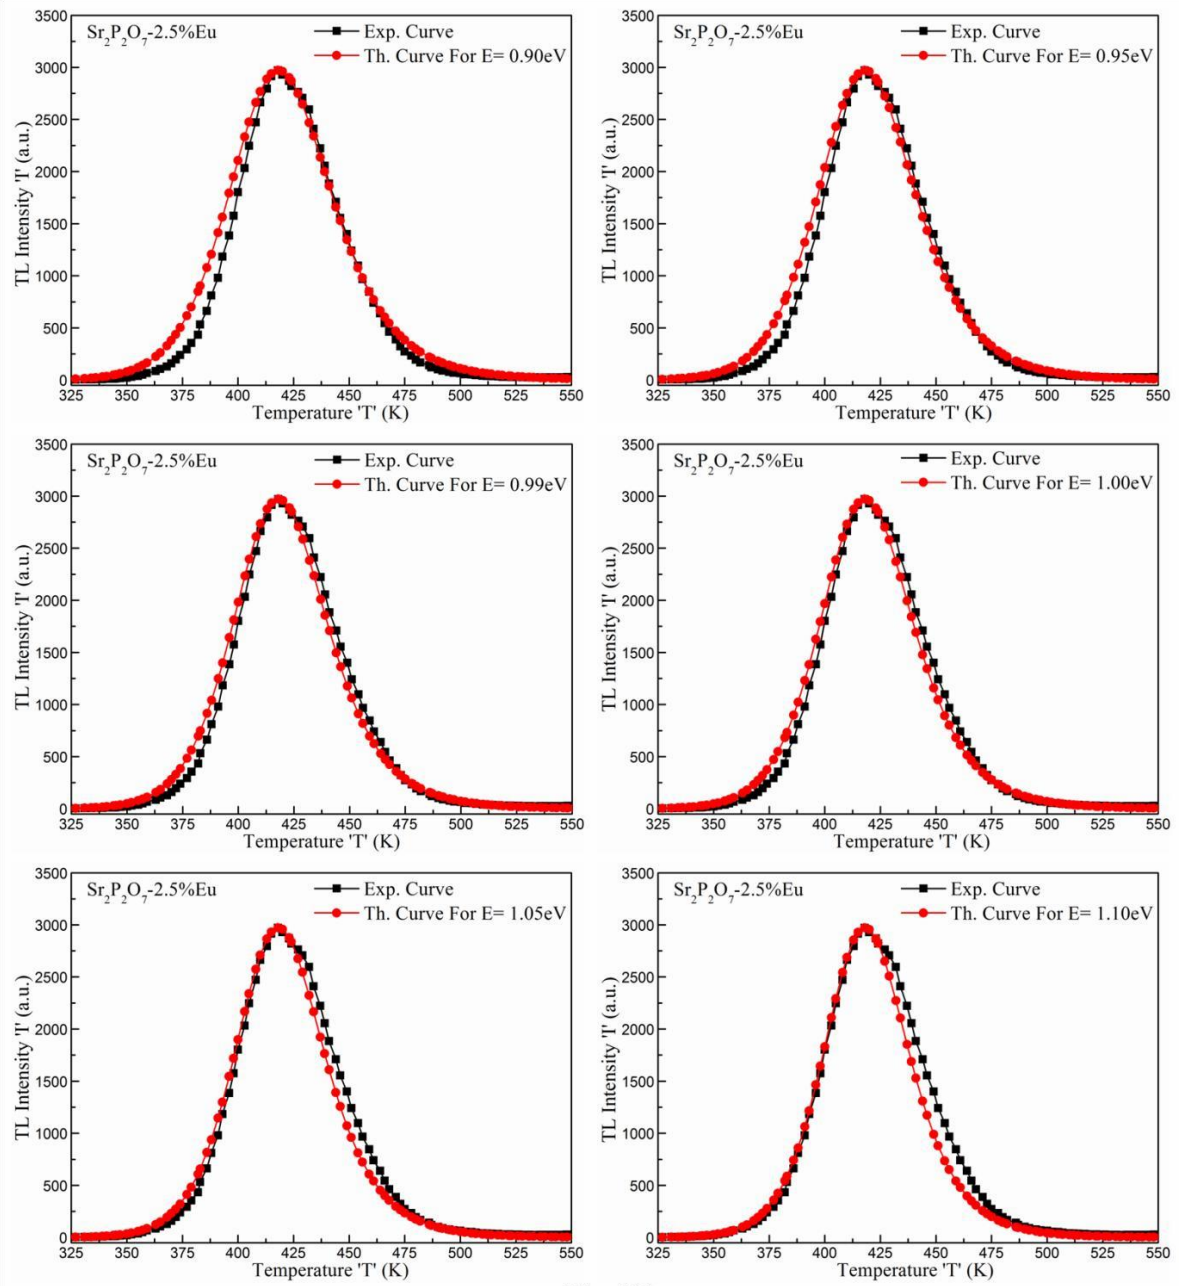 Sr₂P₂O₇-2.5%Eu
Exp. Curve
Th. Curve For E= 0.90eV
3500
3000
2500
2000
1500
1000
500
0
TL Intensity 'I' (a.u.)
325 350 375 400 425 450 475 500 525 550
Temperature 'T' (K)
Sr₂P₂O₇-2.5%Eu
Exp. Curve
Th. Curve For E= 0.95eV
3500
3000
2500
2000
1500
1000
500
0
TL Intensity 'I' (a.u.)
325 350 375 400 425 450 475 500 525 550
Temperature 'T' (K)
Sr₂P₂O₇-2.5%Eu
Exp. Curve
Th. Curve For E= 0.99eV
3500
3000
2500
2000
1500
1000
500
0
TL Intensity 'I' (a.u.)
325 350 375 400 425 450 475 500 525 550
Temperature 'T' (K)
Sr₂P₂O₇-2.5%Eu
Exp. Curve
Th. Curve For E= 1.00eV
3500
3000
2500
2000
1500
1000
500
0
TL Intensity 'I' (a.u.)
325 350 375 400 425 450 475 500 525 550
Temperature 'T' (K)
Sr₂P₂O₇-2.5%Eu
Exp. Curve
Th. Curve For E= 1.05eV
3500
3000
2500
2000
1500
1000
500
0
TL Intensity 'I' (a.u.)
325 350 375 400 425 450 475 500 525 550
Temperature 'T' (K)
Sr₂P₂O₇-2.5%Eu
Exp. Curve
Th. Curve For E= 1.10eV
3500
3000
2500
2000
1500
1000
500
0
TL Intensity 'I' (a.u.)
325 350 375 400 425 450 475 500 525 550
Temperature 'T' (K)